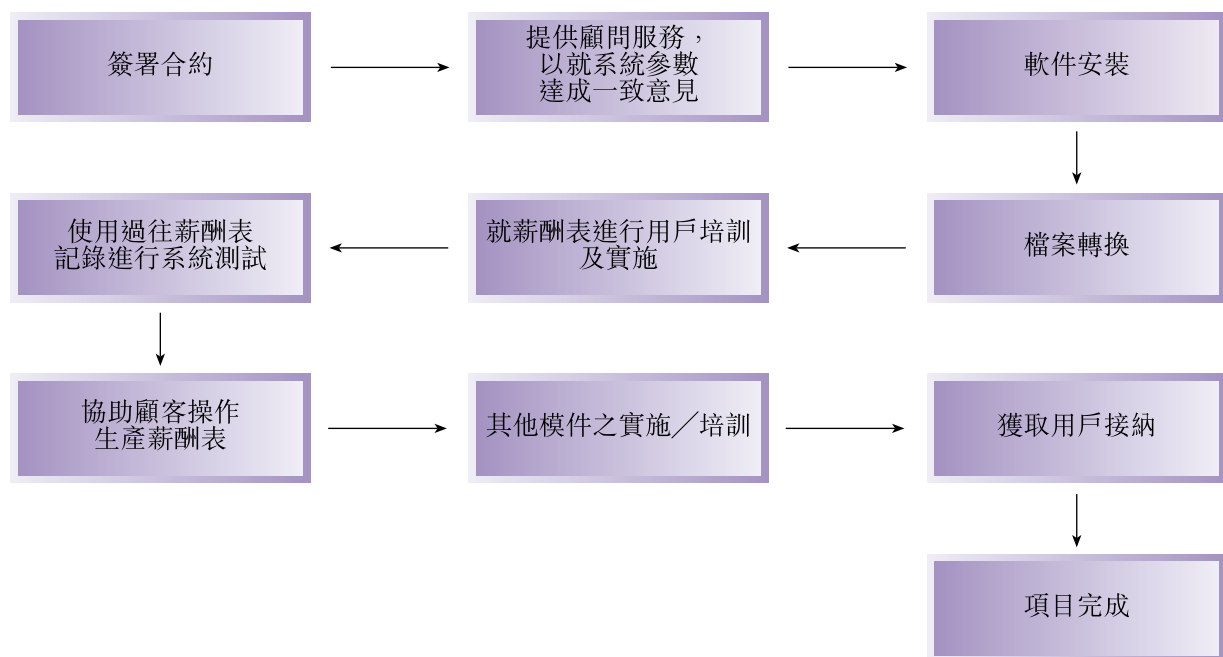 簽署合約
提供顧問服務，
以就系統參數
達成一致意見
軟件安裝
檔案轉換
就薪酬表進行用戶培訓
及實施
使用過往薪酬表
記錄進行系統測試
協助顧客操作
生產薪酬表
其他模件之實施／培訓
獲取用戶接納
項目完成